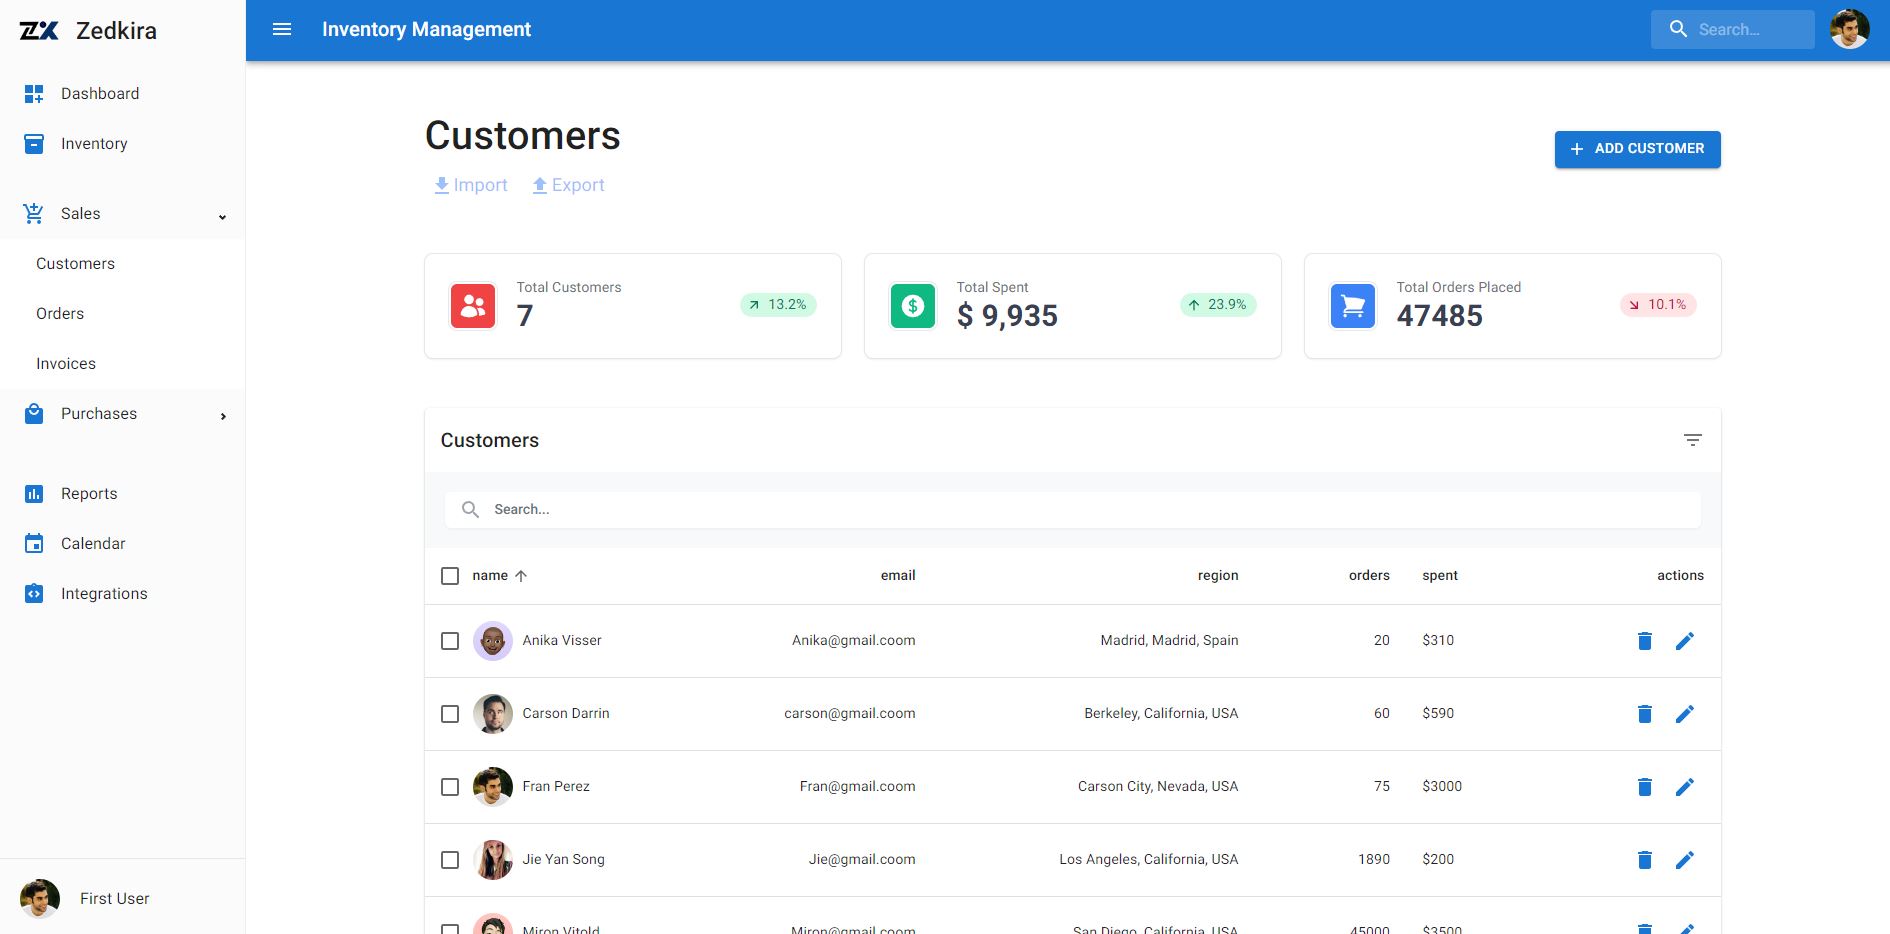 ZX Zedkira
Inventory Management
Search...
Dashboard
Inventory
Sales
Customers
Orders
Invoices
Purchases
Reports
Calendar
Integrations
First User
Customers
Import Export
ADD CUSTOMER
Total Customers
7
13.2%
Total Spent
$ 9,935
23.9%
Total Orders Placed
47485
10.1%
Customers
Search...
name email region orders spent actions
Anika Visser Anika@gmail.coom Madrid, Madrid, Spain 20 $310
Carson Darrin carson@gmail.coom Berkeley, California, USA 60 $590
Fran Perez Fran@gmail.coom Carson City, Nevada, USA 75 $3000
Jie Yan Song Jie@gmail.coom Los Angeles, California, USA 1890 $200
Miron Vitold Miron@gmail.coom San Diego, California, USA 45000 $3500